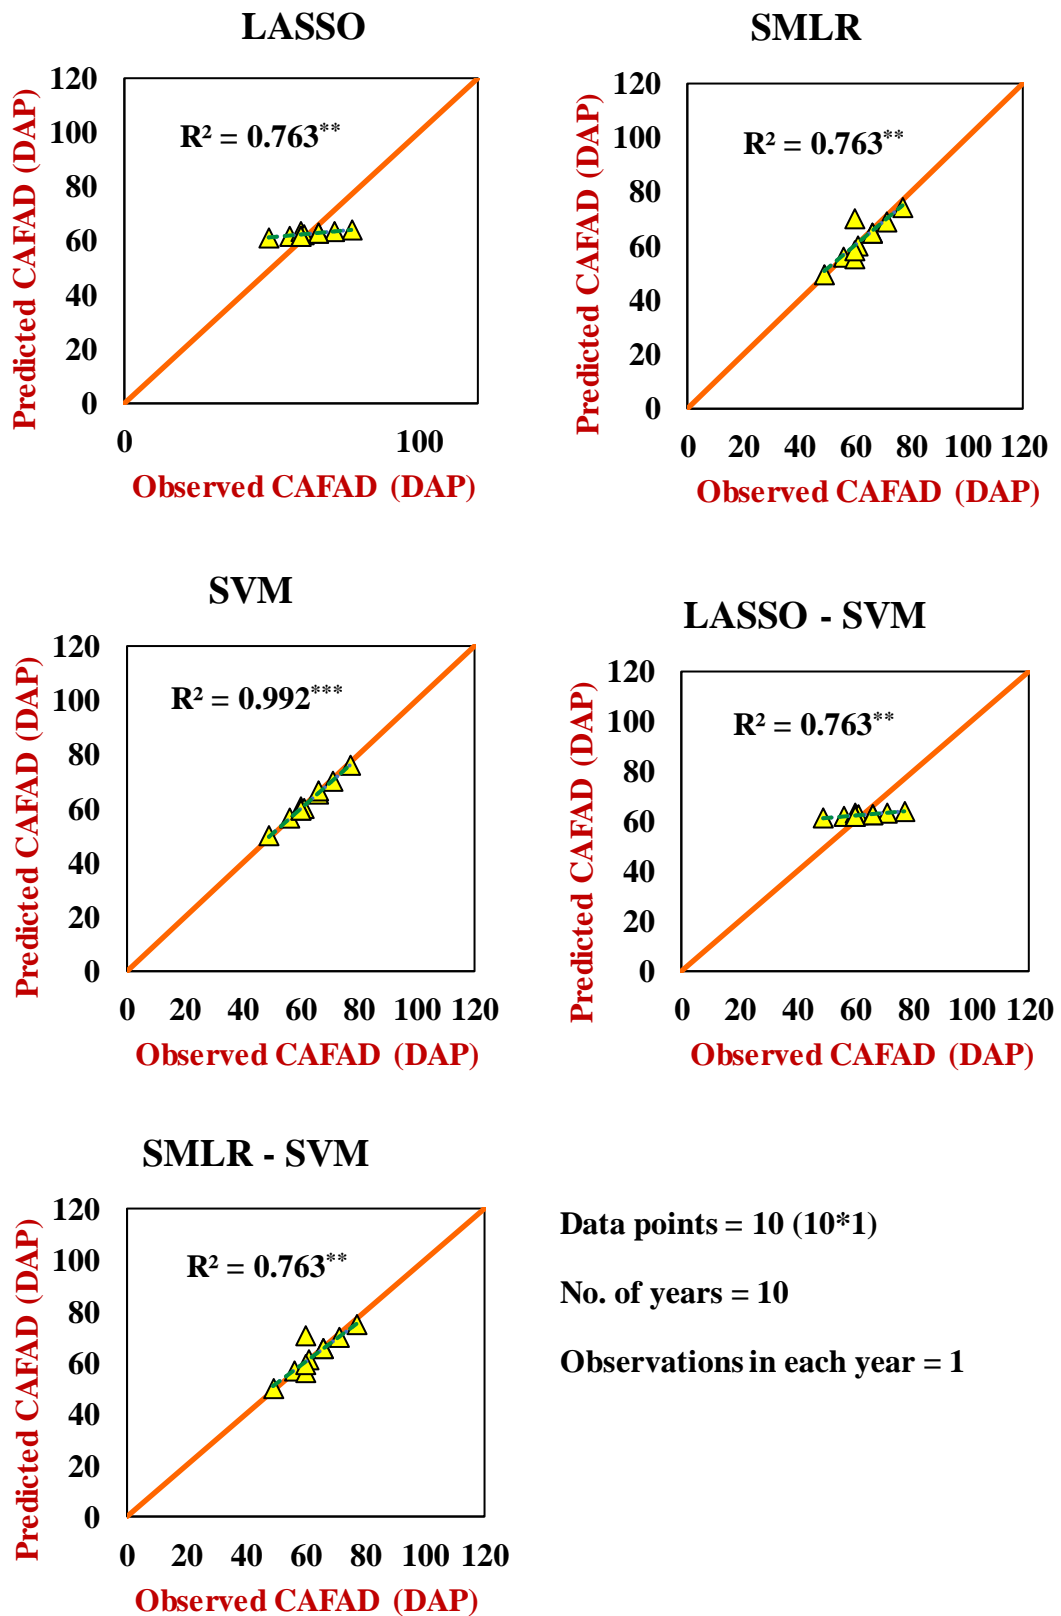 LASSO
Predicted CAFAD (DAP)
120
100
80
60
40
20
0
R² = 0.763**
0 100
Observed CAFAD (DAP)
SMLR
Predicted CAFAD (DAP)
120
100
80
60
40
20
0
R² = 0.763**
0 20 40 60 80 100 120
Observed CAFAD (DAP)
SVM
Predicted CAFAD (DAP)
120
100
80
60
40
20
0
R² = 0.992***
0 20 40 60 80 100 120
Observed CAFAD (DAP)
LASSO - SVM
Predicted CAFAD (DAP)
120
100
80
60
40
20
0
R² = 0.763**
0 20 40 60 80 100 120
Observed CAFAD (DAP)
SMLR - SVM
Predicted CAFAD (DAP)
120
100
80
60
40
20
0
R² = 0.763**
0 20 40 60 80 100 120
Observed CAFAD (DAP)
Data points = 10 (10*1)
No. of years = 10
Observations in each year = 1